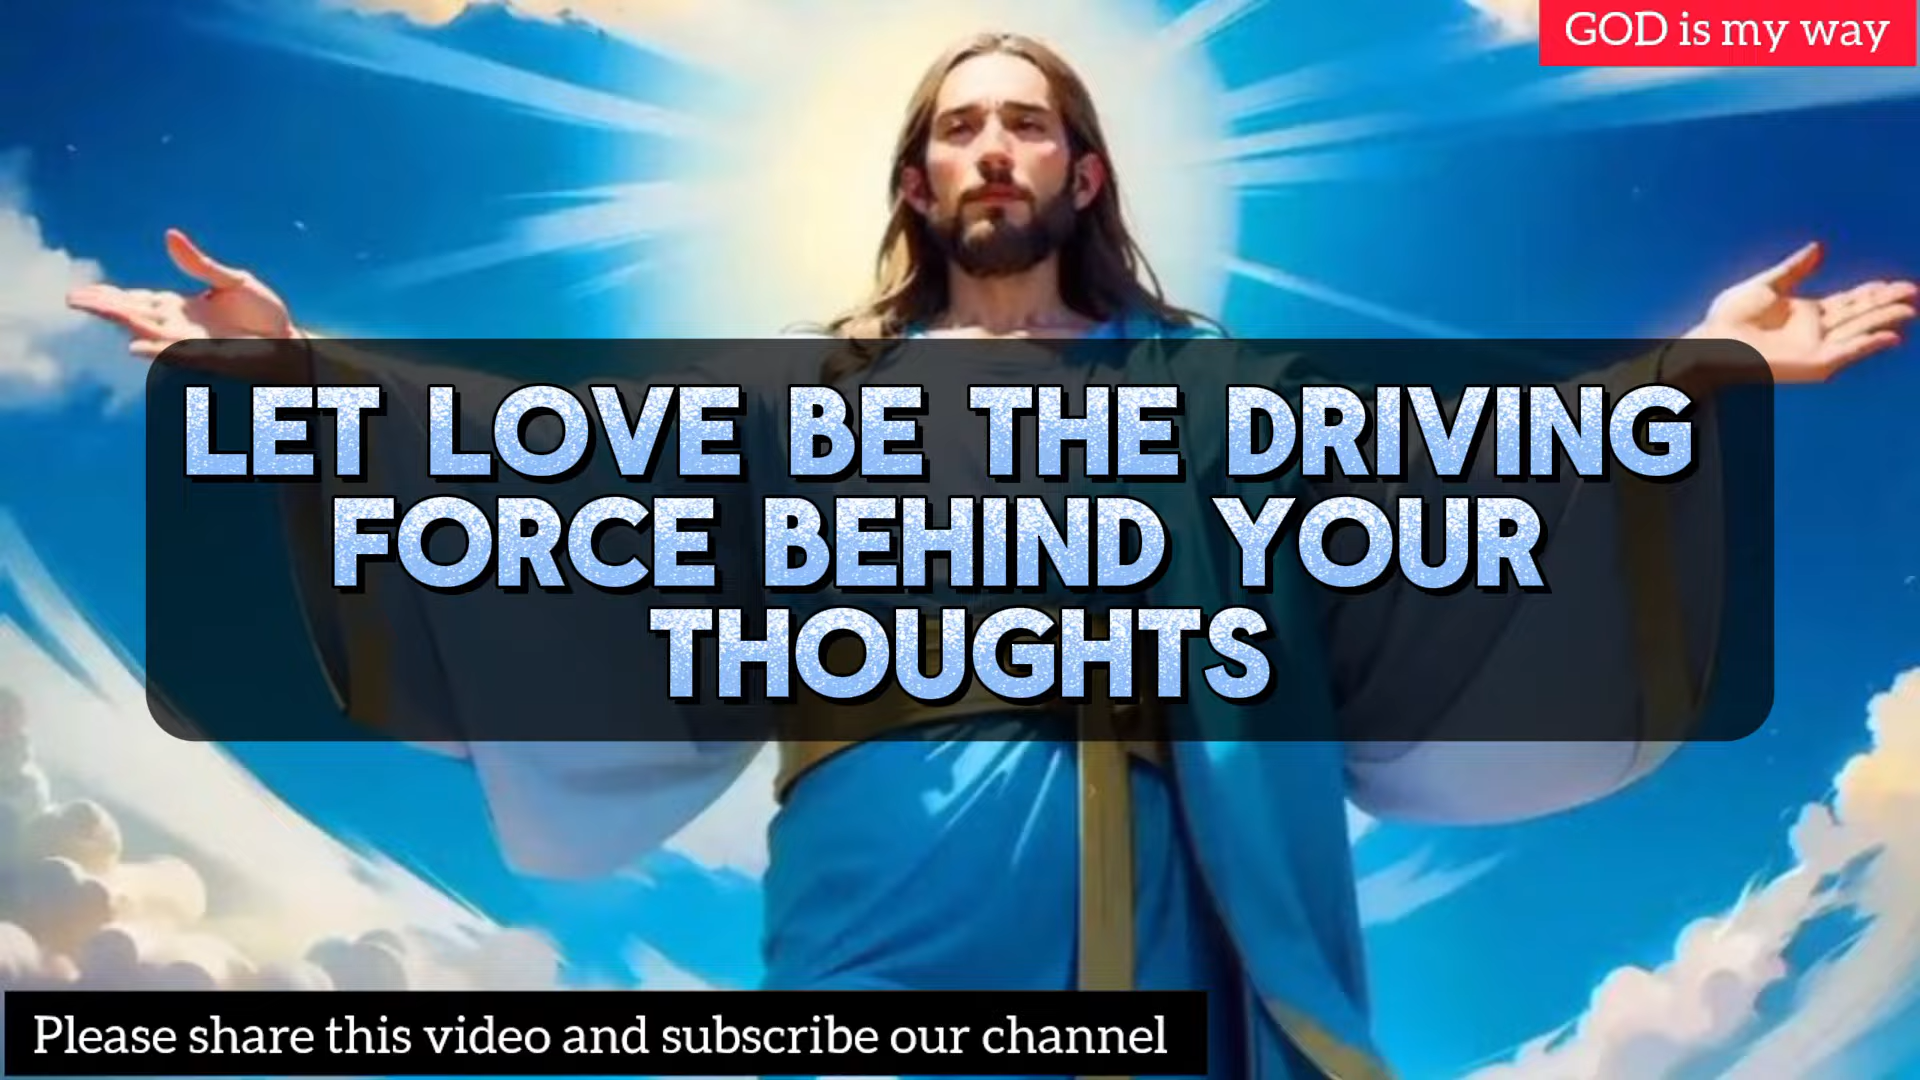 GOD is my way
LET LOVE BE THE DRIVING
FORCE BEHIND YOUR
THOUGHTS
Please share this video and subscribe our channel